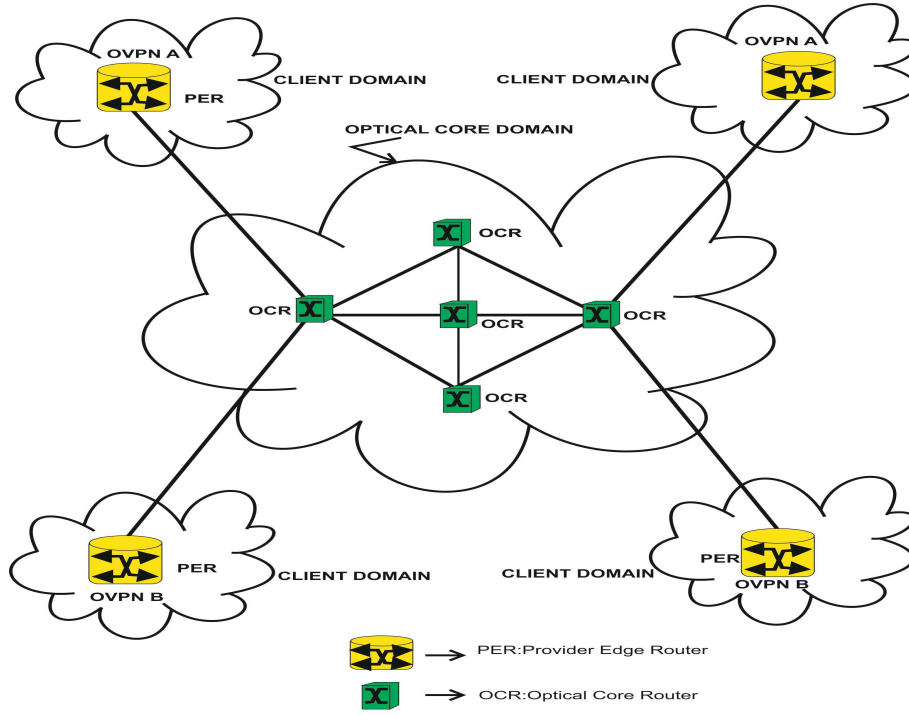 OVPN A
PER
CLIENT DOMAIN
OVPN A
CLIENT DOMAIN
OPTICAL CORE DOMAIN
OCR
OCR
OCR
OCR
OCR
PER
OVPN B
CLIENT DOMAIN
CLIENT DOMAIN
PER
OVPN B
PER:Provider Edge Router
OCR:Optical Core Router